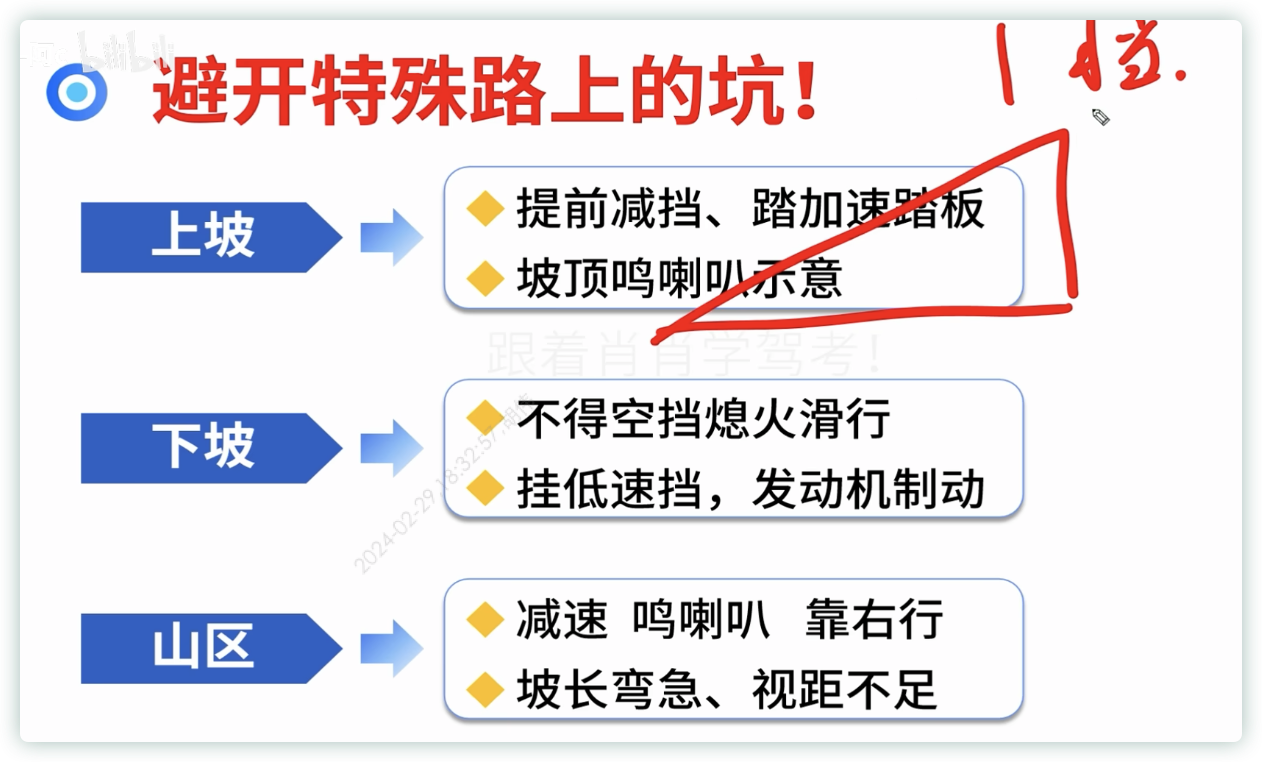 bilibili
避开特殊路上的坑！
1挡.
上坡
提前减挡、踏加速踏板
坡顶鸣喇叭示意
跟着肖肖学驾考！
下坡
不得空挡熄火滑行
挂低速挡，发动机制动
2024-02-29,18:32:57,
山区
减速 鸣喇叭 靠右行
坡长弯急、视距不足